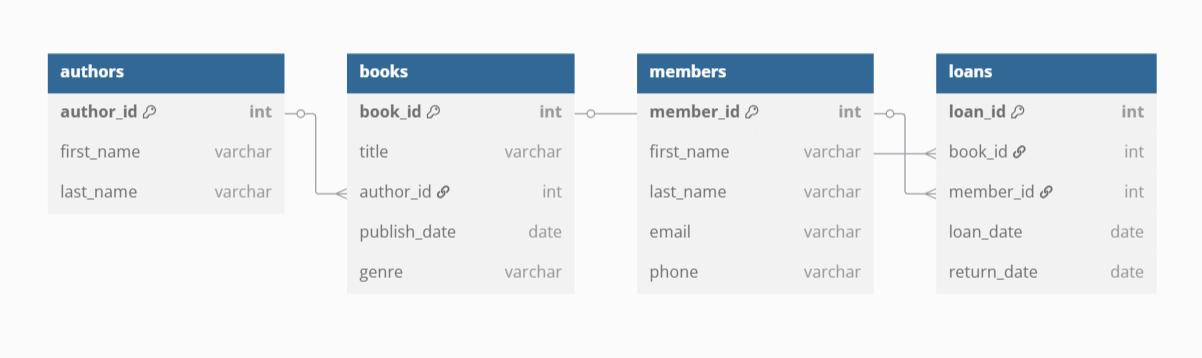 authors
author_id int
first_name varchar
last_name varchar
books
book_id int
title varchar
author_id int
publish_date date
genre varchar
members
member_id int
first_name varchar
last_name varchar
email varchar
phone varchar
loans
loan_id int
book_id int
member_id int
loan_date date
return_date date